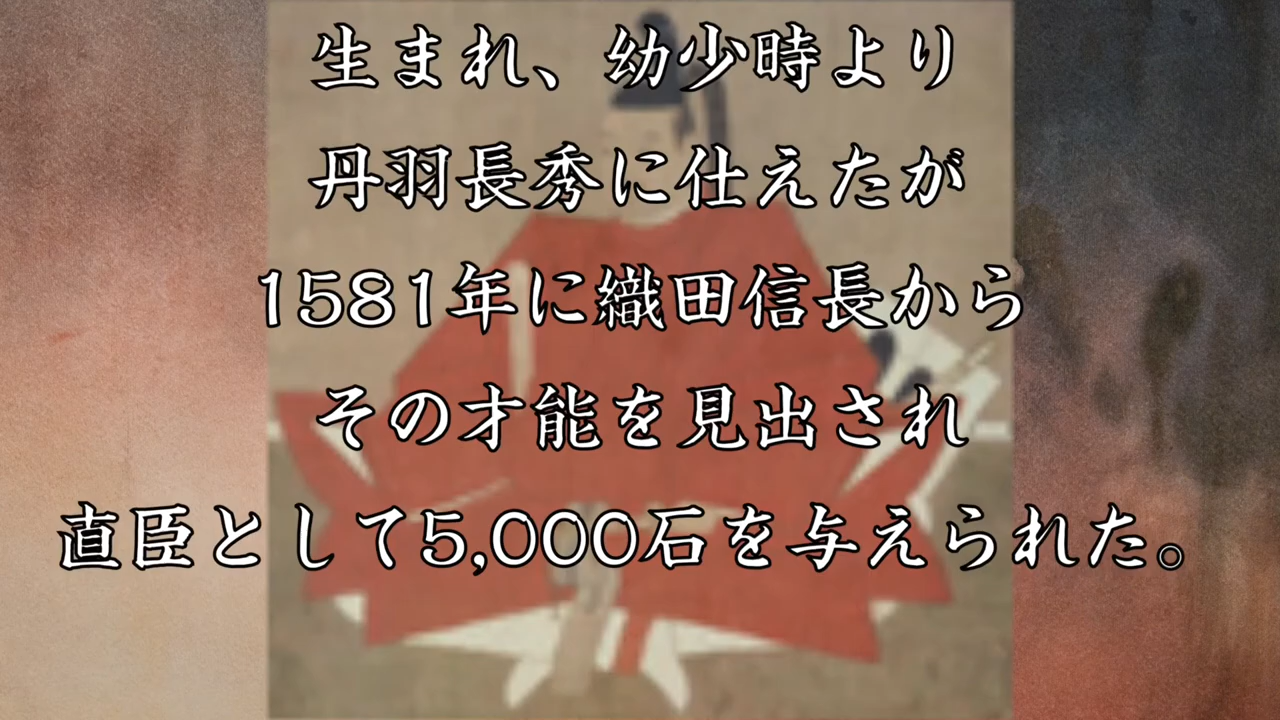 生まれ、幼少時より
丹羽長秀に仕えたが
1581年に織田信長から
その才能を見出され
直臣として5,000石を与えられた。